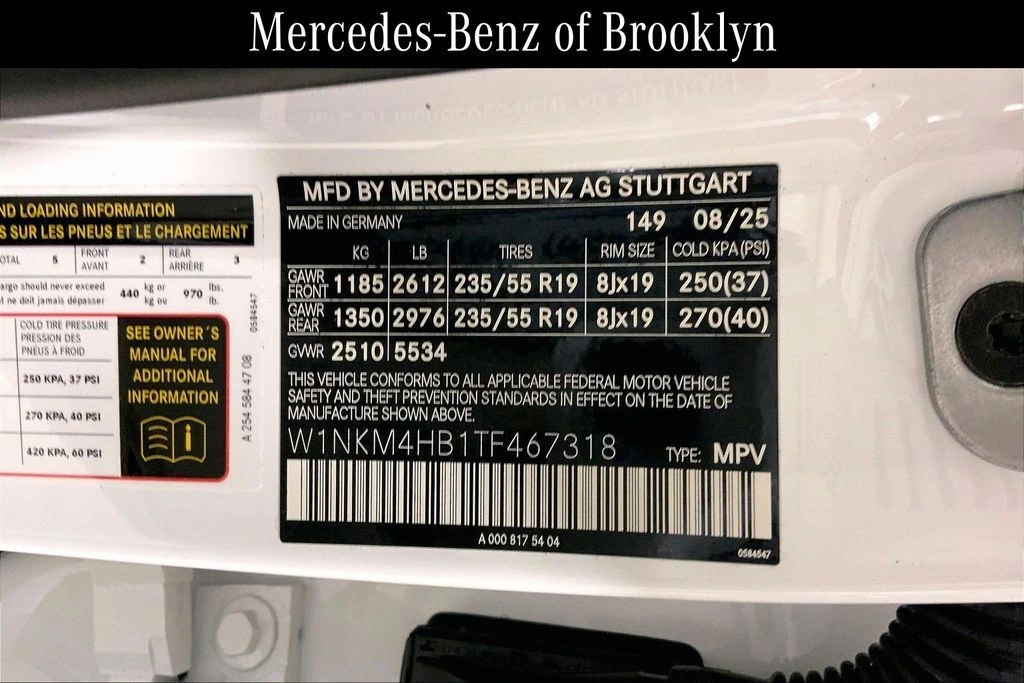 Mercedes-Benz of Brooklyn
MFD BY MERCEDES-BENZ AG STUTTGART
MADE IN GERMANY 149 08/25
KG LB TIRES RIM SIZE COLD KPA(PSI)
GAWR FRONT 1185 2612 235/55 R19 8Jx19 250(37)
GAWR REAR 1350 2976 235/55 R19 8Jx19 270(40)
GVWR 2510 5534
THIS VEHICLE CONFORMS TO ALL APPLICABLE FEDERAL MOTOR VEHICLE
SAFETY AND THEFT PREVENTION STANDARDS IN EFFECT ON THE DATE OF
MANUFACTURE SHOWN ABOVE.
W1NKM4HB1TF467318 TYPE: MPV
A 000 817 54 04
0584547
LOADING INFORMATION
SUR LES PNEUS ET LE CHARGEMENT
5 FRONT AVANT 2 REAR ARRIÈRE 3
should never exceed
ne doit jamais dépasser
440 kg or kg ou 970 lbs. lb.
COLD TIRE PRESSURE
PRESSION DES
PNEUS À FROID
250 KPA, 37 PSI
270 KPA, 40 PSI
420 KPA, 60 PSI
SEE OWNER´S
MANUAL FOR
ADDITIONAL
INFORMATION
0584547
A 254 584 47 08